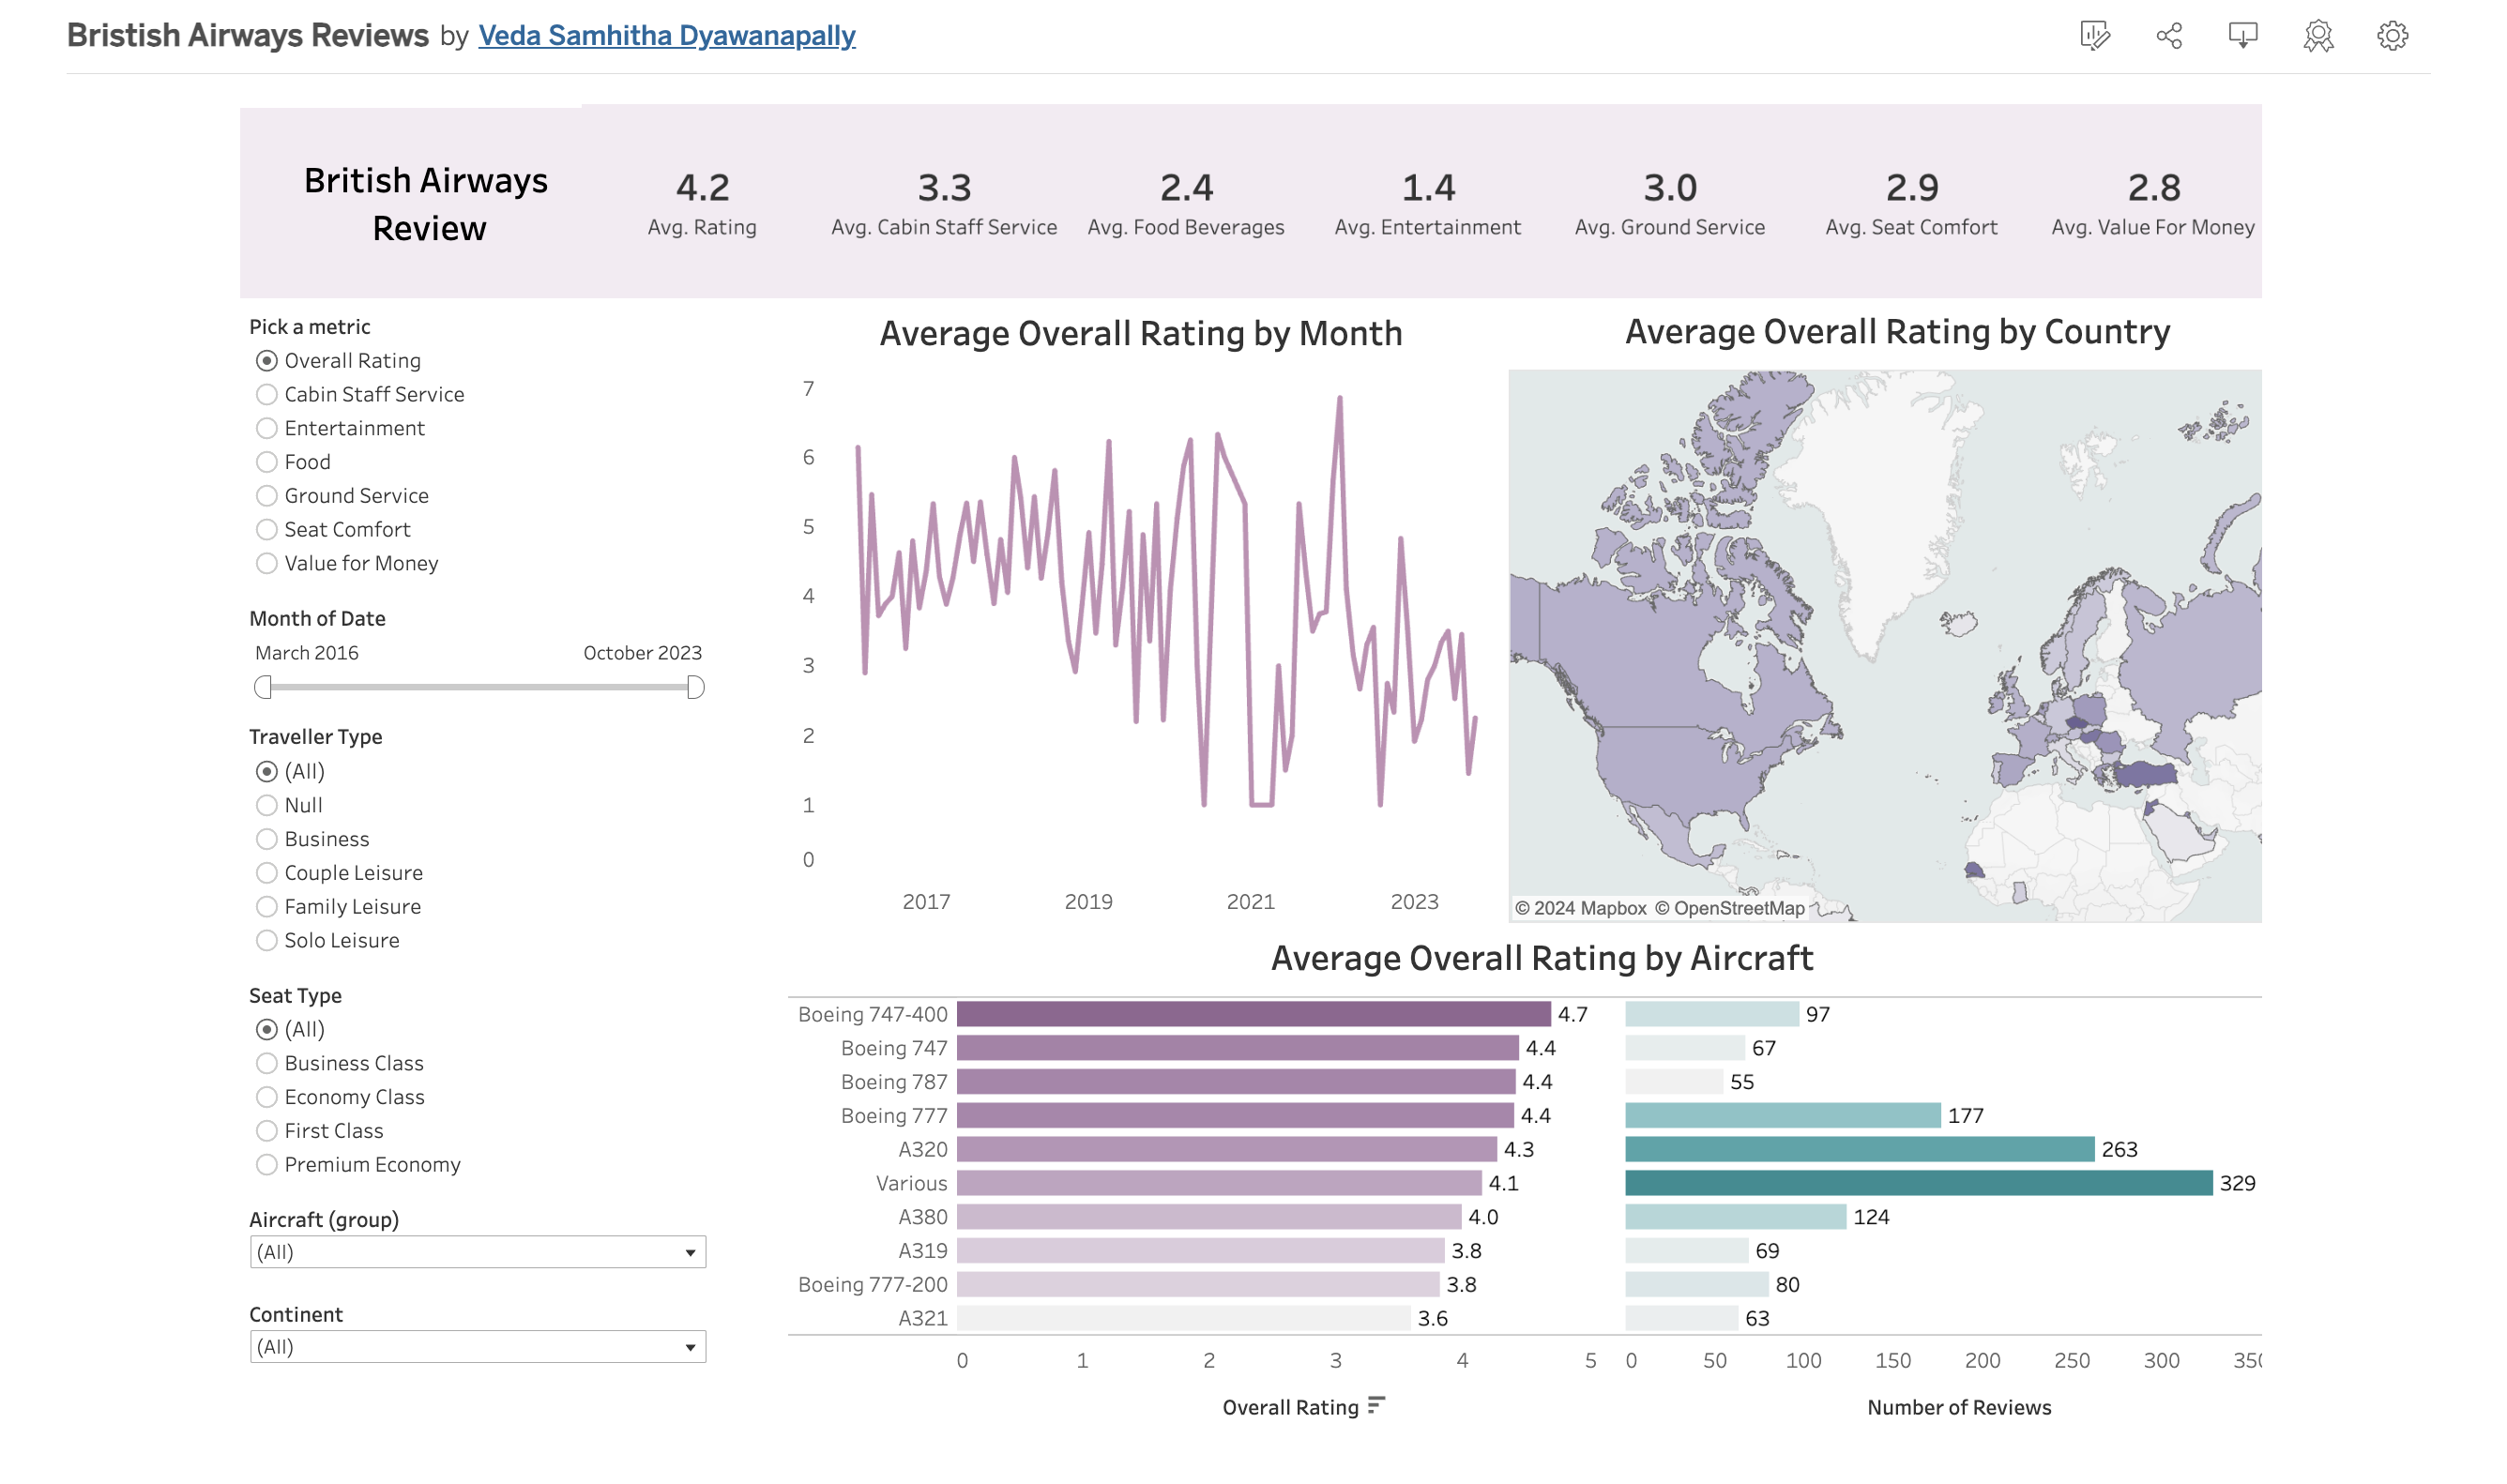 Bristish Airways Reviews by Veda Samhitha Dyawanapally
British Airways
Review
4.2
Avg. Rating
3.3
Avg. Cabin Staff Service
2.4
Avg. Food Beverages
1.4
Avg. Entertainment
3.0
Avg. Ground Service
2.9
Avg. Seat Comfort
2.8
Avg. Value For Money
Pick a metric
Overall Rating
Cabin Staff Service
Entertainment
Food
Ground Service
Seat Comfort
Value for Money
Month of Date
March 2016 October 2023
Traveller Type
(All)
Null
Business
Couple Leisure
Family Leisure
Solo Leisure
Seat Type
(All)
Business Class
Economy Class
First Class
Premium Economy
Aircraft (group)
(All)
Continent
(All)
Average Overall Rating by Month
7
6
5
4
3
2
1
0
2017 2019 2021 2023
Average Overall Rating by Country
© 2024 Mapbox © OpenStreetMap
Average Overall Rating by Aircraft
Boeing 747-400 4.7 97
Boeing 747 4.4 67
Boeing 787 4.4 55
Boeing 777 4.4 177
A320 4.3 263
Various 4.1 329
A380 4.0 124
A319 3.8 69
Boeing 777-200 3.8 80
A321 3.6 63
0 1 2 3 4 5 0 50 100 150 200 250 300
Overall Rating Number of Reviews